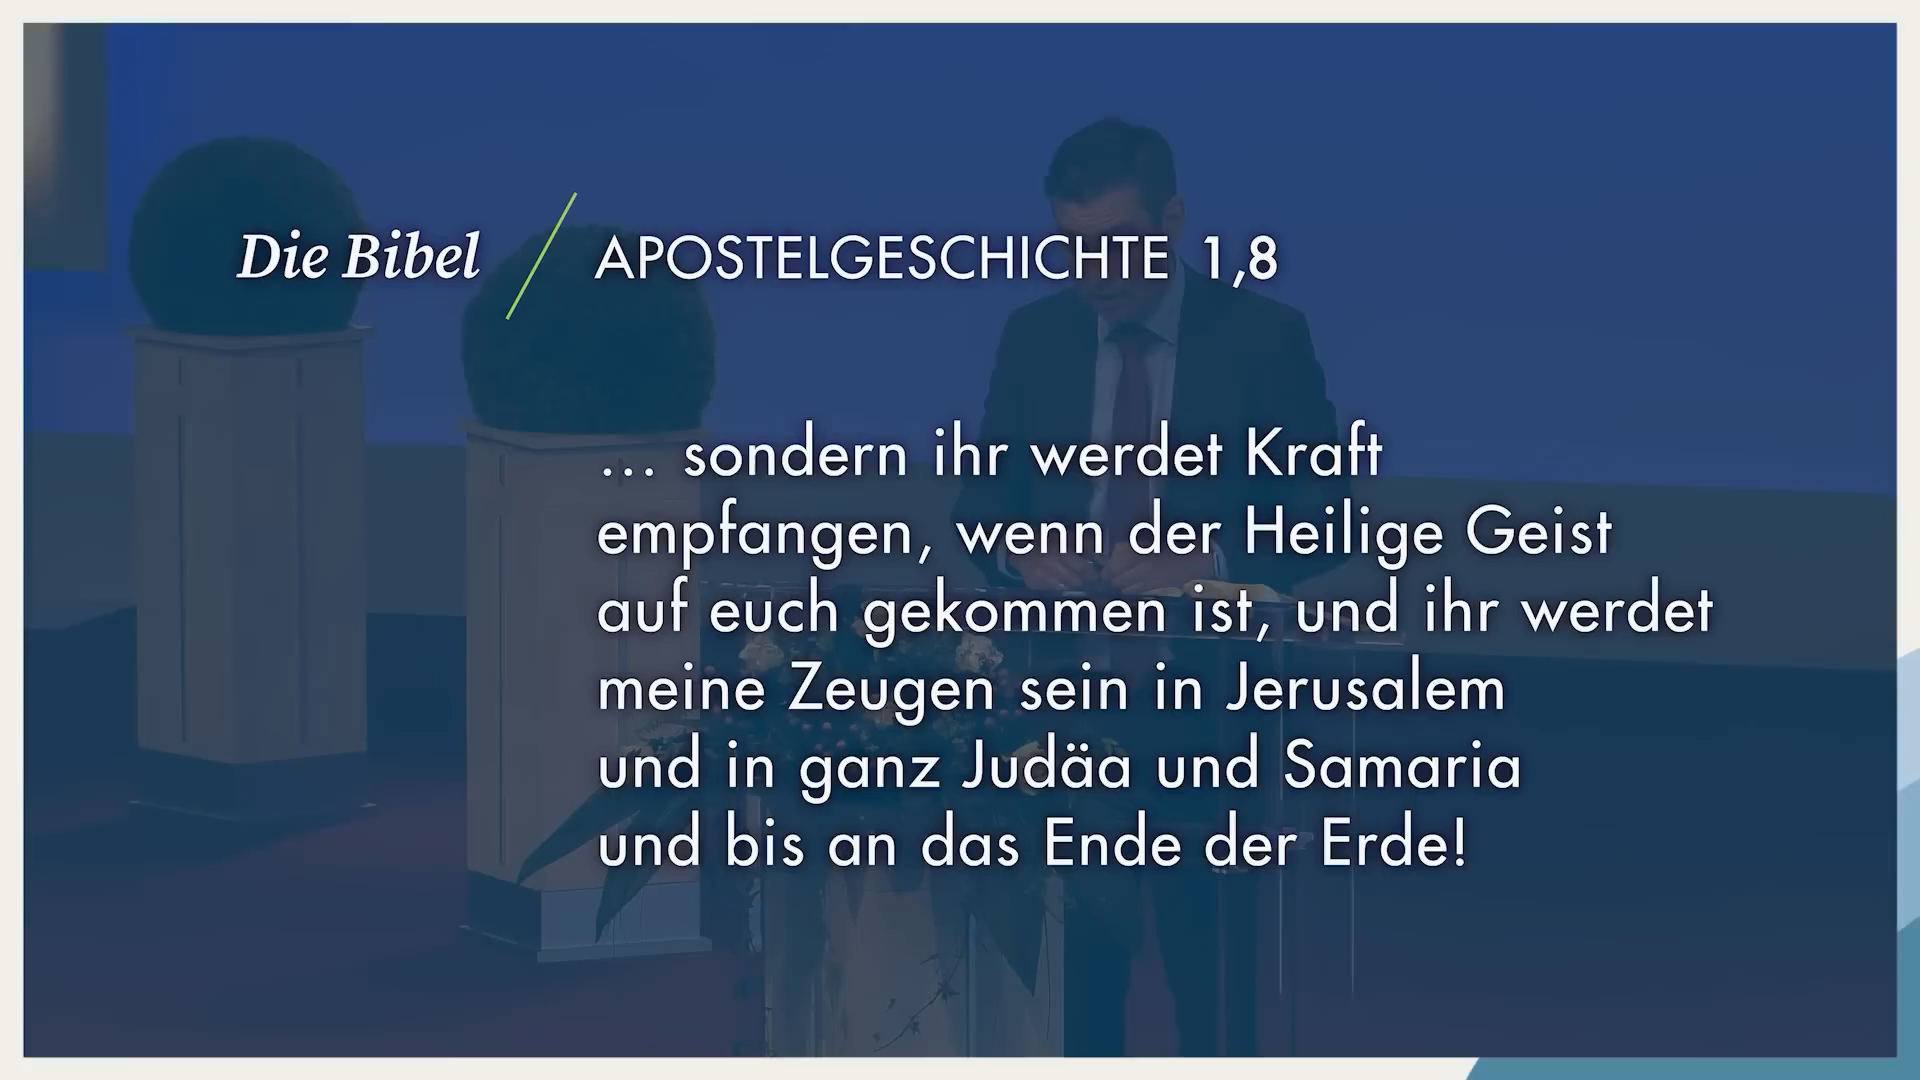 Die Bibel / APOSTELGESCHICHTE 1,8
... sondern ihr werdet Kraft
empfangen, wenn der Heilige Geist
auf euch gekommen ist, und ihr werdet
meine Zeugen sein in Jerusalem
und in ganz Judäa und Samaria
und bis an das Ende der Erde!